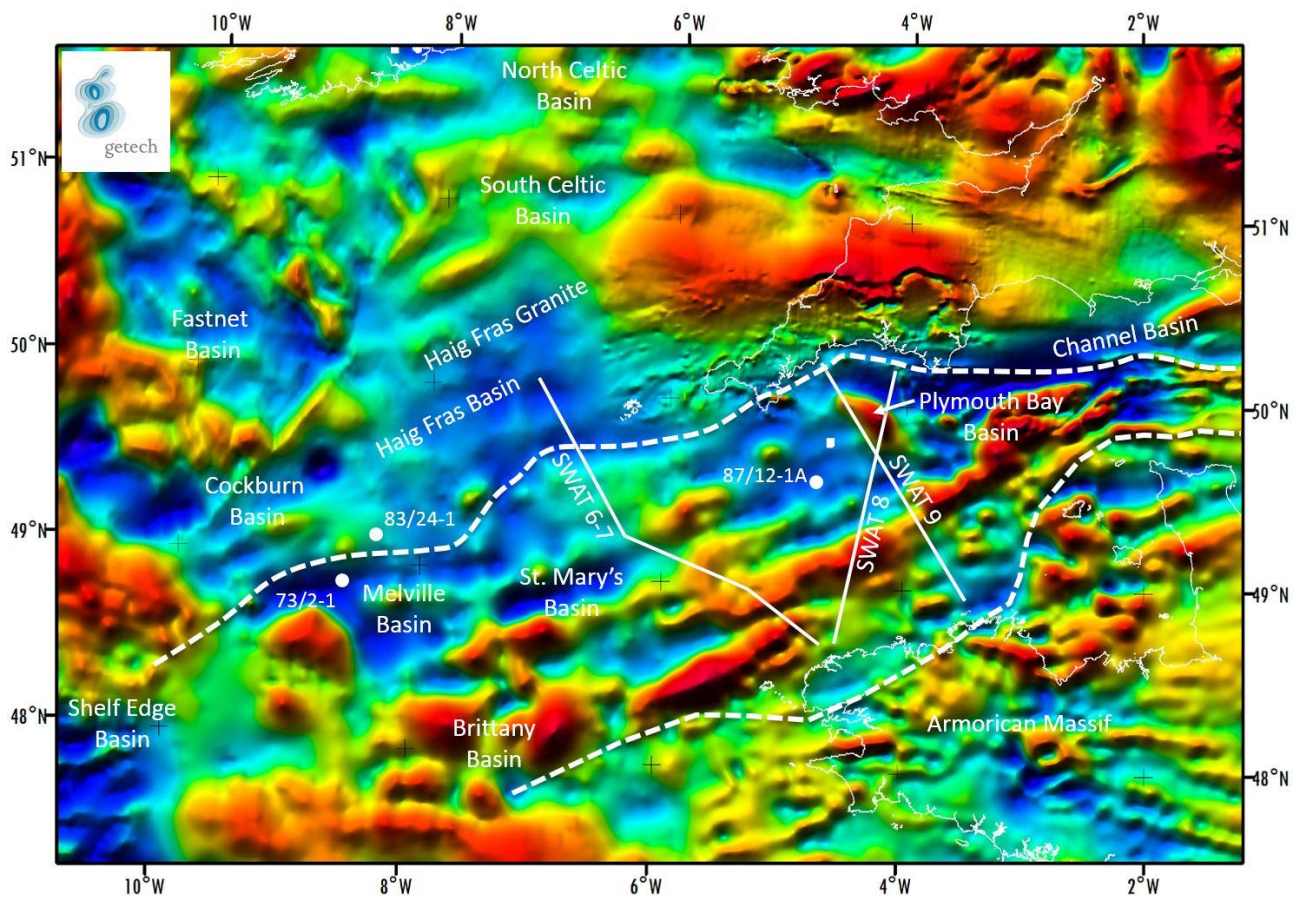 10°W 8°W 6°W 4°W 2°W
getech
North Celtic
Basin
51°N
South Celtic
Basin
51°N
Haig Fras Granite
Fastnet
Basin
50°N
Channel Basin
Haig Fras Basin
Plymouth Bay
Basin
50°N
SWAT 6-7
87/12-1A
SWAT 8
SWAT 9
Cockburn
Basin
83/24-1
49°N
73/2-1
Melville
Basin
St. Mary's
Basin
49°N
Shelf Edge
Basin
48°N
Brittany
Basin
Armorican Massif
48°N
10°W 8°W 6°W 4°W 2°W